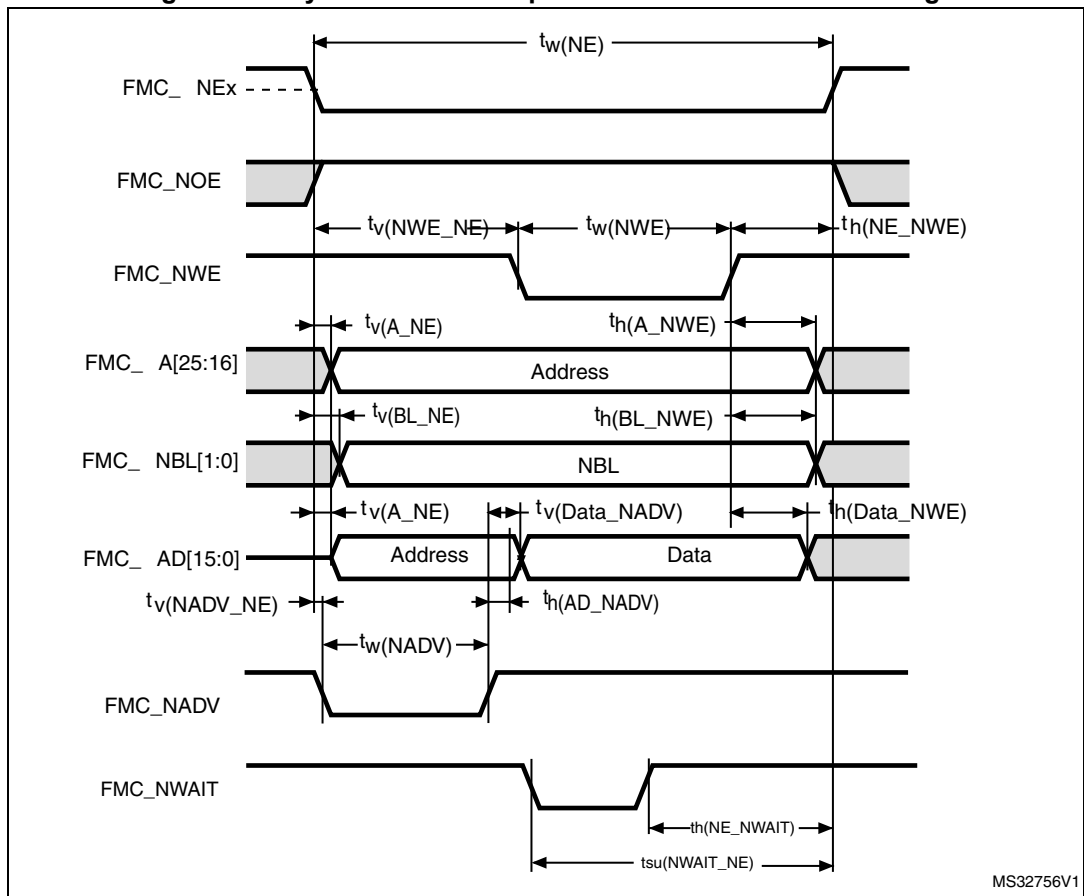 tw(NE)
FMC_ NEx
FMC_NOE
tv(NWE_NE)
tw(NWE)
th(NE_NWE)
FMC_NWE
tv(A_NE)
th(A_NWE)
FMC_ A[25:16]
Address
tv(BL_NE)
th(BL_NWE)
FMC_ NBL[1:0]
NBL
tv(A_NE)
tv(Data_NADV)
th(Data_NWE)
FMC_ AD[15:0]
Address
Data
tv(NADV_NE)
th(AD_NADV)
tw(NADV)
FMC_NADV
FMC_NWAIT
th(NE_NWAIT)
tsu(NWAIT_NE)
MS32756V1